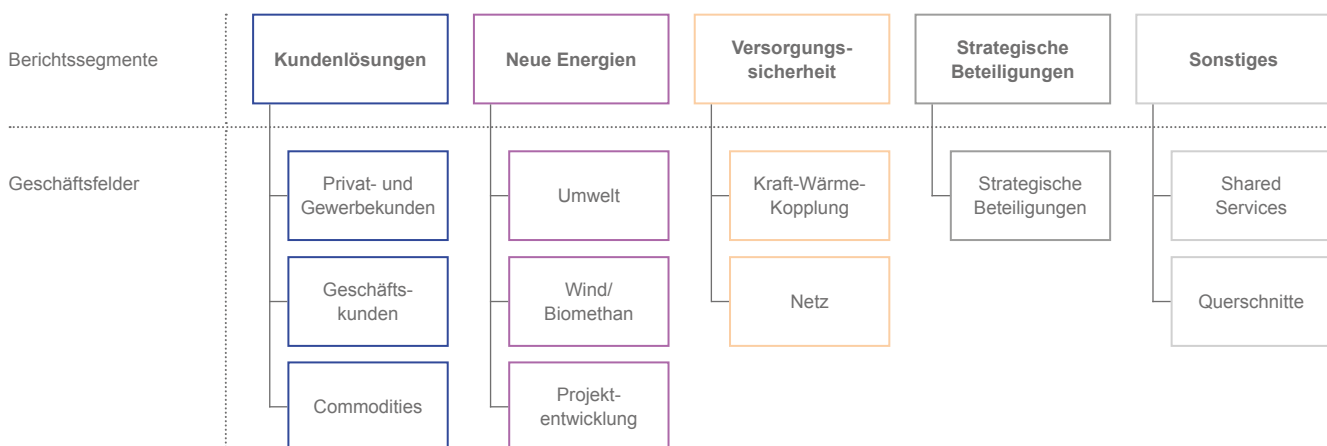 Berichtssegmente
Kundenlösungen
Neue Energien
Versorgungs-
sicherheit
Strategische
Beteiligungen
Sonstiges
Geschäftsfelder
Privat- und
Gewerbekunden
Umwelt
Kraft-Wärme-
Kopplung
Strategische
Beteiligungen
Shared
Services
Geschäfts-
kunden
Wind/
Biomethan
Netz
Querschnitte
Commodities
Projekt-
entwicklung